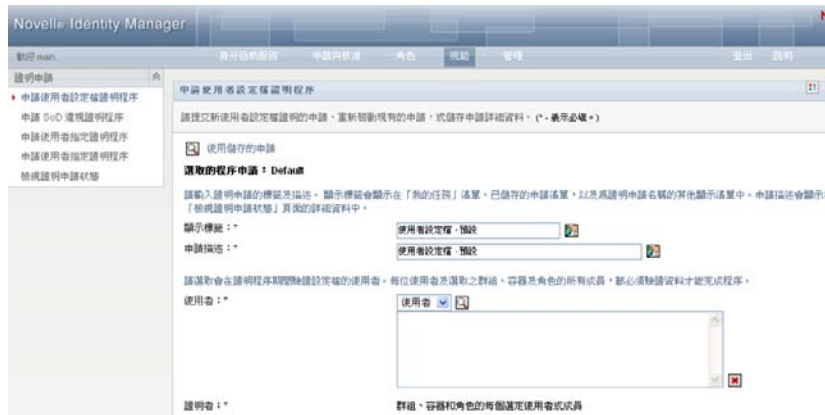 Novell® Identity Manager
歡迎 main
身分自助服務 申請與核准 角色 規範 管理 登出 說明
證明申請
申請使用者設定檔證明程序
申請 SoD 違規證明程序
申請使用者指定證明程序
申請使用者指定證明程序
檢視證明申請狀態
申請使用者設定檔證明程序
請提交新使用者設定檔證明的申請、重新啟動現有的申請,或儲存申請詳細資料。(* - 表示必填。)
使用儲存的申請
選取的程序申請:Default
請輸入證明申請的標籤及描述。顯示標籤會顯示在「我的任務」清單、已儲存的申請清單,以及為證明申請名稱的其他顯示清單中。申請描述會顯示
「檢視證明申請狀態」頁面的詳細資料中。
顯示標籤:*
使用者設定檔 - 預設
申請描述:*
使用者設定檔 - 預設
請選取會在證明程序期間驗證設定檔的使用者。每位使用者及選取之群組、容器及角色的所有成員,都必須驗證資料才能完成程序。
使用者:*
使用者
證明者:*
群組、容器和角色的每個選定使用者或成員